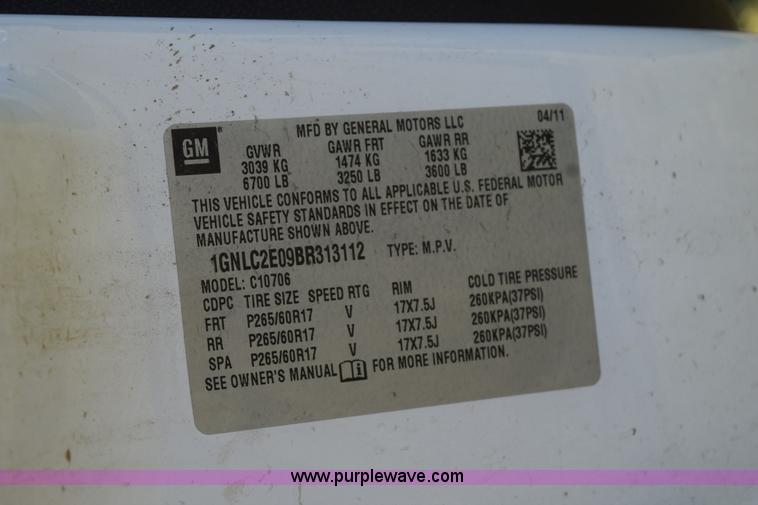 GM
MFD BY GENERAL MOTORS LLC 04/11
GVWR GAWR FRT GAWR RR
3039 KG 1474 KG 1633 KG
6700 LB 3250 LB 3600 LB
THIS VEHICLE CONFORMS TO ALL APPLICABLE U.S. FEDERAL MOTOR
VEHICLE SAFETY STANDARDS IN EFFECT ON THE DATE OF
MANUFACTURE SHOWN ABOVE.
1GNLC2E09BR313112 TYPE: M.P.V.
MODEL: C10706
CDPC TIRE SIZE SPEED RTG RIM COLD TIRE PRESSURE
FRT P265/60R17 V 17X7.5J 260KPA(37PSI)
RR P265/60R17 V 17X7.5J 260KPA(37PSI)
SPA P265/60R17 V 17X7.5J 260KPA(37PSI)
SEE OWNER'S MANUAL FOR MORE INFORMATION.
www.purplewave.com